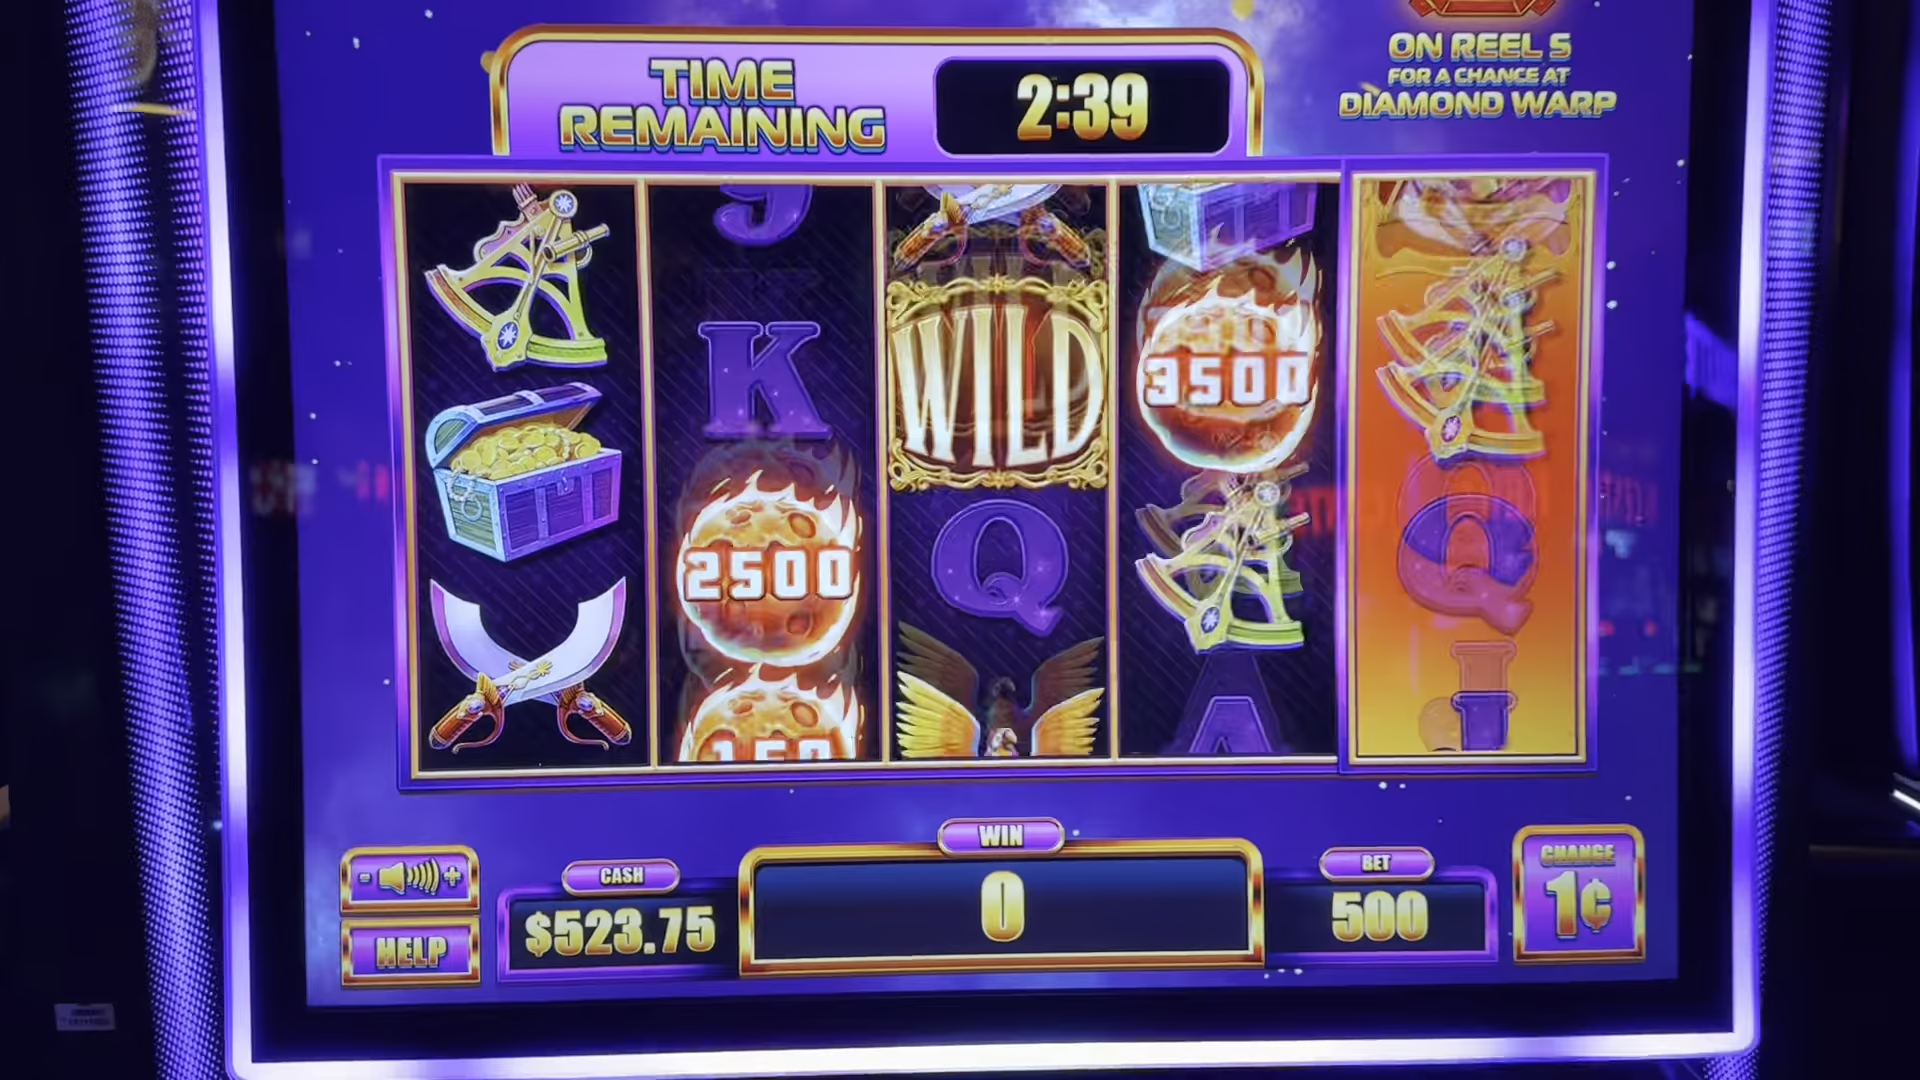 ON REEL 5
FOR A CHANCE AT
DIAMOND WARP
TIME
REMAINING
2:39
J
K
WILD
3500
2500
Q
Q
150
A
J
WIN
0
CASH
$523.75
BET
500
CHANGE
1¢
- +
HELP